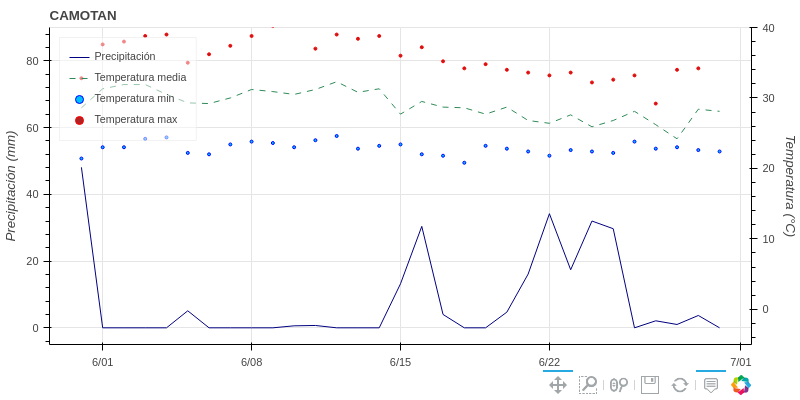 CAMOTAN
Precipitación
Temperatura media
Temperatura min
Temperatura max
Precipitación (mm)
80
60
40
20
0
Temperatura (°C)
40
30
20
10
0
6/01
6/08
6/15
6/22
7/01